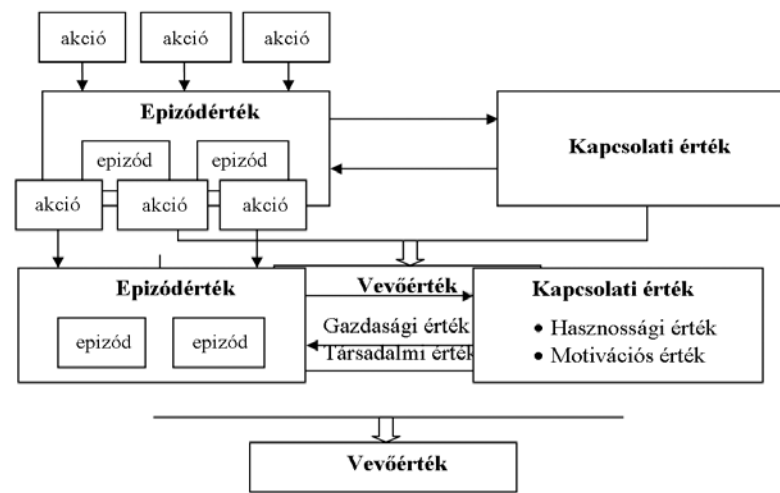 akció
akció
akció
Epizódérték
Kapcsolati érték
epizód
epizód
akció
akció
akció
Epizódérték
Vevőérték
Kapcsolati érték
epizód
epizód
Gazdasági érték
Társadalmi érték
• Hasznossági érték
• Motivációs érték
Vevőérték